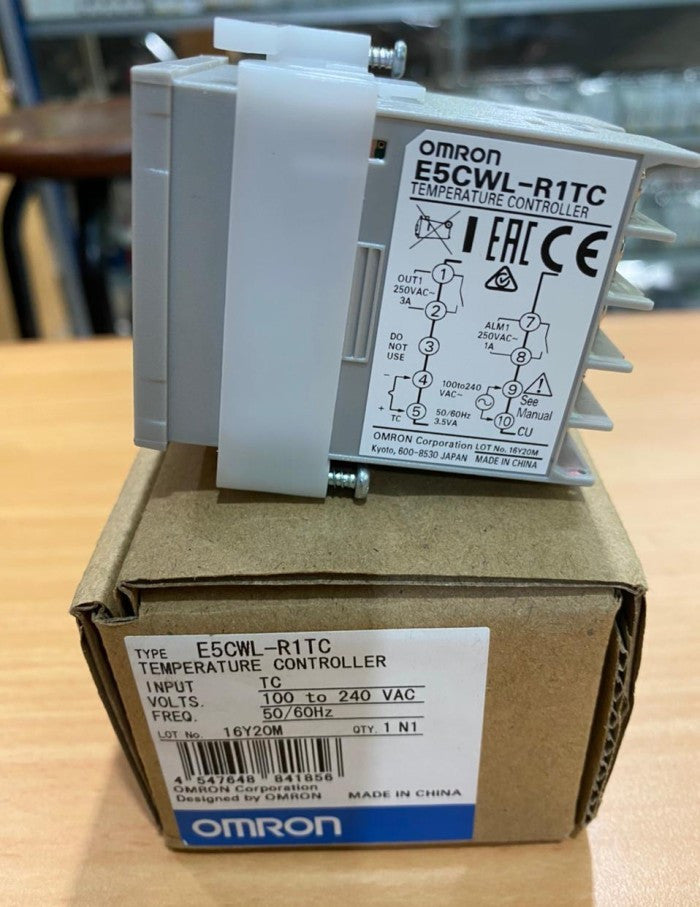 OMRON
E5CWL-R1TC
TEMPERATURE CONTROLLER
EAC CE
OUT1
250VAC~
3A
1
2
DO
NOT
USE
3
4
5
-
+
TC
7
ALM1
250VAC~
1A
8
100to240
VAC~
9
See
Manual
10
50/60Hz
3.5VA
CU
OMRON Corporation LOT No. 16Y20M
Kyoto, 600-8530 JAPAN MADE IN CHINA
TYPE E5CWL-R1TC
TEMPERATURE CONTROLLER
INPUT TC
VOLTS. 100 to 240 VAC
FREQ. 50/60Hz
LOT No. 16Y20M QTY. 1 N1
4 547648 841856
OMRON Corporation
Designed by OMRON MADE IN CHINA
OMRON